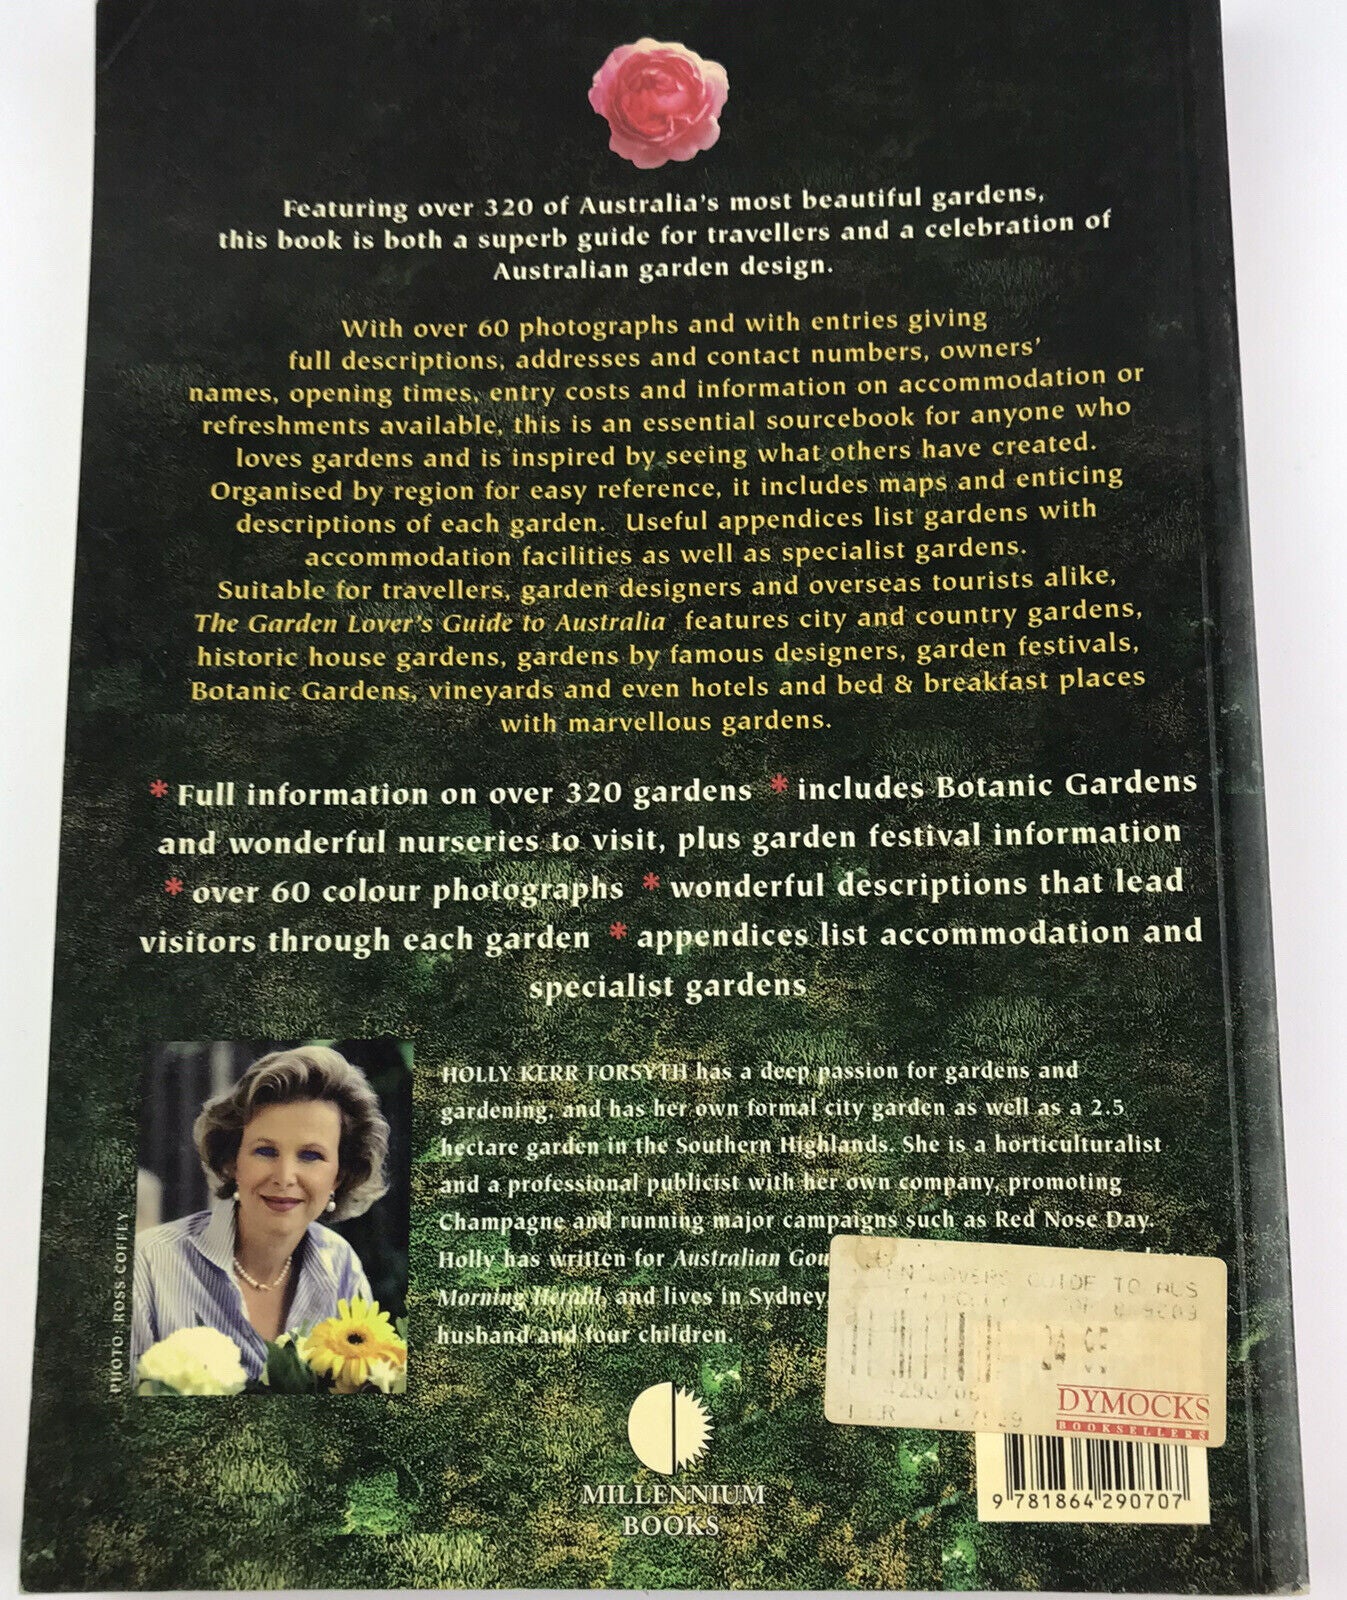 Featuring over 320 of Australia's most beautiful gardens,
this book is both a superb guide for travellers and a celebration of
Australian garden design.
With over 60 photographs and with entries giving
full descriptions, addresses and contact numbers, owners'
names, opening times, entry costs and information on accommodation or
refreshments available, this is an essential sourcebook for anyone who
loves gardens and is inspired by seeing what others have created.
Organised by region for easy reference, it includes maps and enticing
descriptions of each garden. Useful appendices list gardens with
accommodation facilities as well as specialist gardens.
Suitable for travellers, garden designers and overseas tourists alike,
The Garden Lover's Guide to Australia features city and country gardens,
historic house gardens, gardens by famous designers, garden festivals,
Botanic Gardens, vineyards and even hotels and bed & breakfast places
with marvellous gardens.
* Full information on over 320 gardens * includes Botanic Gardens
and wonderful nurseries to visit, plus garden festival information
* over 60 colour photographs * wonderful descriptions that lead
visitors through each garden * appendices list accommodation and
specialist gardens
HOLLY KERR FORSYTH has a deep passion for gardens and
gardening, and has her own formal city garden as well as a 2.5
hectare garden in the Southern Highlands. She is a horticulturalist
and a professional publicist with her own company, promoting
Champagne and running major campaigns such as Red Nose Day.
Holly has written for Australian Gou
Morning Herald, and lives in Sydney,
husband and four children.
PHOTO: ROSS COFFEY
GUIDE TO AUS
DYMOCKS
BOOKSELLERS
MILLENNIUM
BOOKS
9 781864 290707